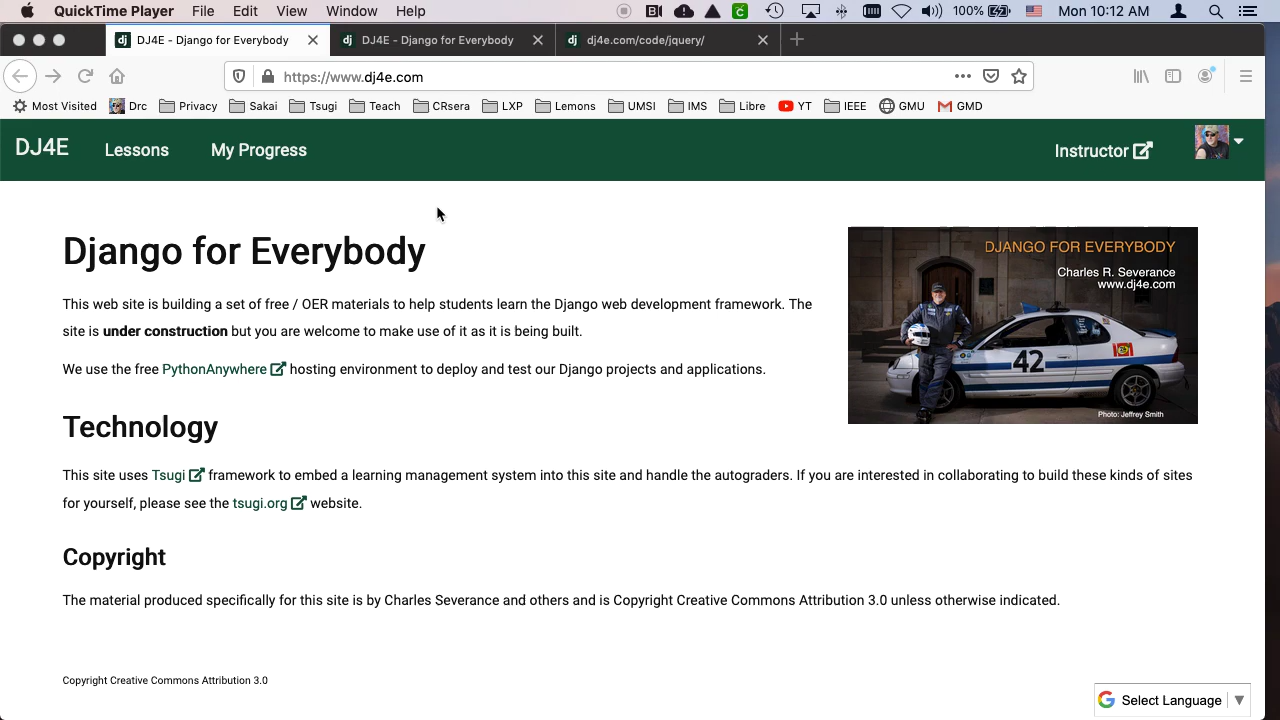 QuickTime Player File Edit View Window Help 100% Mon 10:12 AM
dj DJ4E - Django for Everybody dj DJ4E - Django for Everybody dj dj4e.com/code/jquery/
https://www.dj4e.com
Most Visited Drc Privacy Sakai Tsugi Teach CRsera LXP Lemons UMSI IMS Libre YT IEEE GMU GMD
DJ4E Lessons My Progress Instructor
Django for Everybody
This web site is building a set of free / OER materials to help students learn the Django web development framework. The
site is under construction but you are welcome to make use of it as it is being built.
We use the free PythonAnywhere hosting environment to deploy and test our Django projects and applications.
DJANGO FOR EVERYBODY
Charles R. Severance
www.dj4e.com
42
Photo: Jeffrey Smith
Technology
This site uses Tsugi framework to embed a learning management system into this site and handle the autograders. If you are interested in collaborating to build these kinds of sites
for yourself, please see the tsugi.org website.
Copyright
The material produced specifically for this site is by Charles Severance and others and is Copyright Creative Commons Attribution 3.0 unless otherwise indicated.
Copyright Creative Commons Attribution 3.0
Select Language